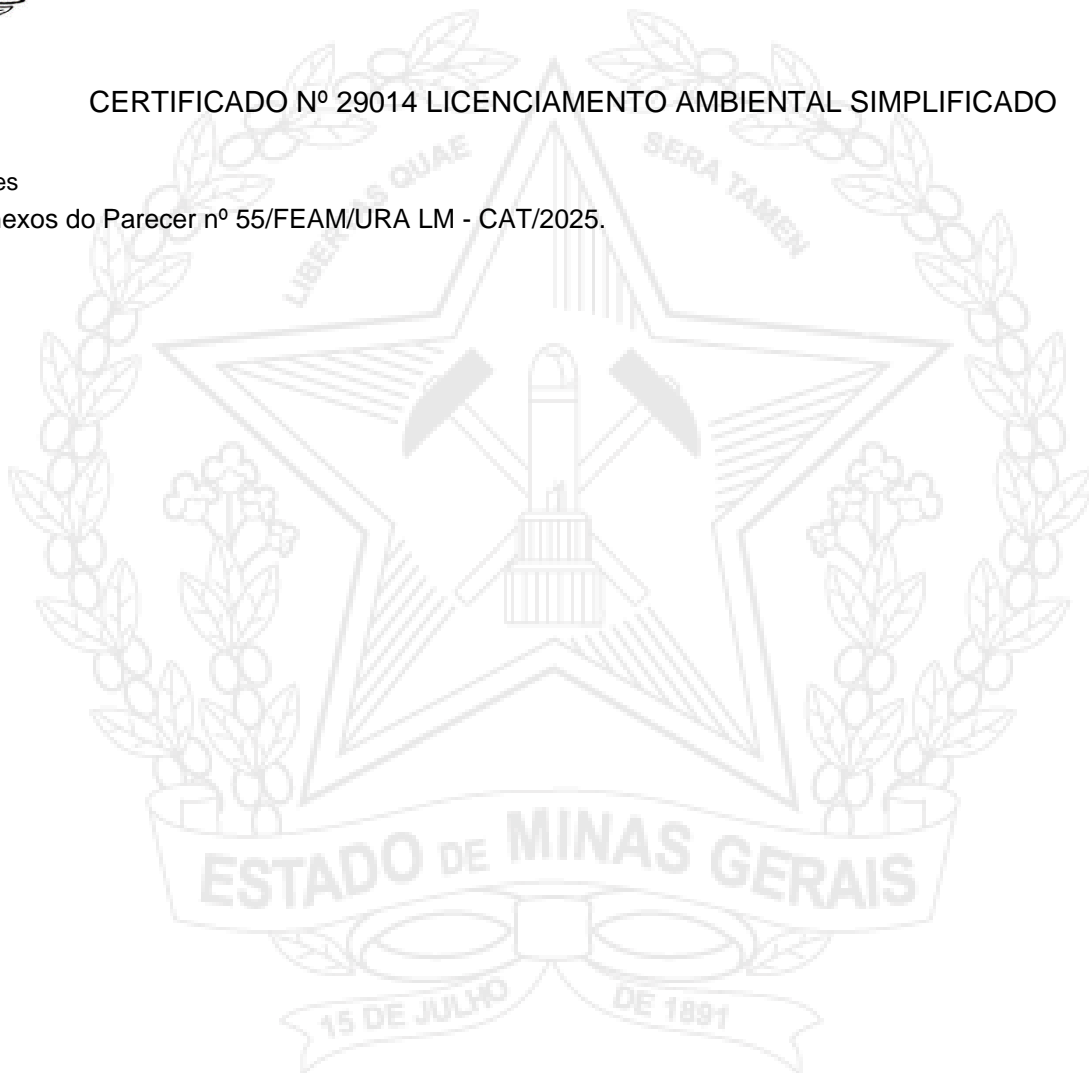 CERTIFICADO Nº 29014 LICENCIAMENTO AMBIENTAL SIMPLIFICADO
es
nexos do Parecer nº 55/FEAM/URA LM - CAT/2025.
LIBERTAS QUAE SERA TAMEN
ESTADO DE MINAS GERAIS
15 DE JULHO DE 1891